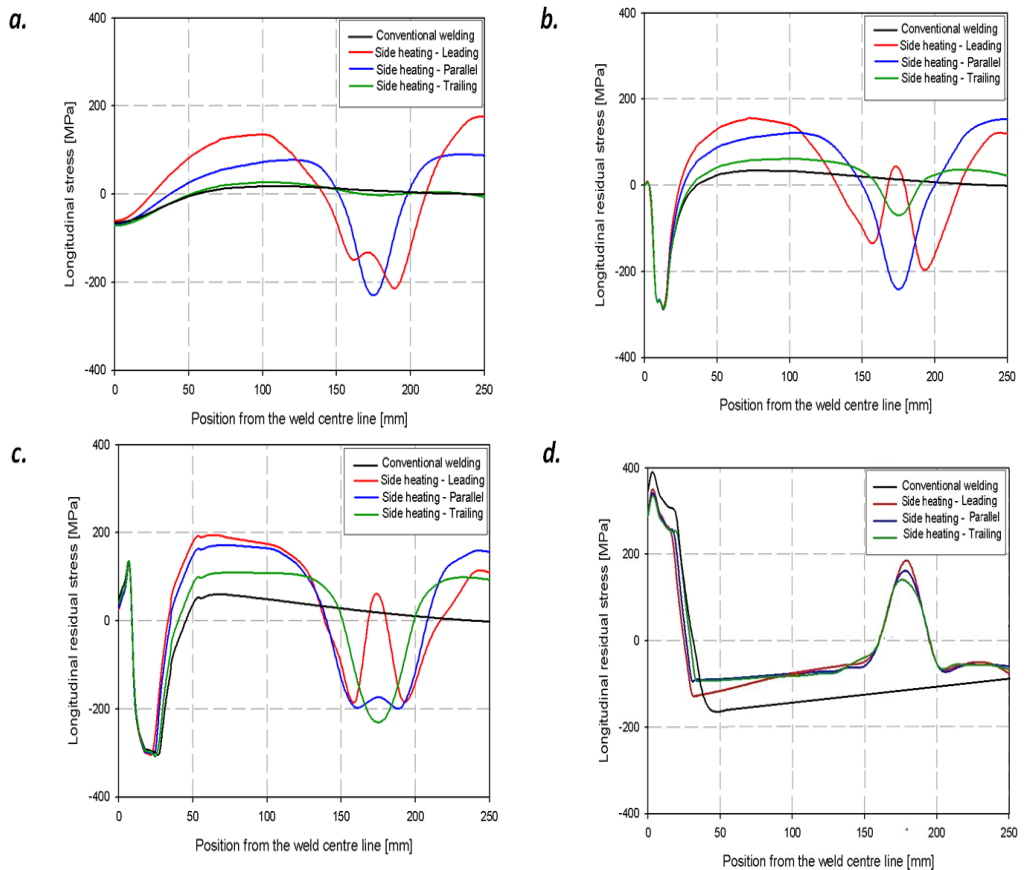 a.
400
200
0
-200
-400
Longitudinal stress [MPa]
Conventional welding
Side heating - Leading
Side heating - Parallel
Side heating - Trailing
0 50 100 150 200 250
Position from the weld centre line [mm]
b.
400
200
0
-200
-400
Longitudinal residual stress [MPa]
Conventional welding
Side heating - Leading
Side heating - Parallel
Side heating - Trailing
0 50 100 150 200 250
Position from the weld centre line [mm]
c.
400
200
0
-200
-400
Longitudinal residual stress [MPa]
Conventional welding
Side heating - Leading
Side heating - Parallel
Side heating - Trailing
0 50 100 150 200 250
Position from the weld centre line [mm]
d.
400
200
0
-200
-400
Longitudinal residual stress [MPa]
Conventional welding
Side heating - Leading
Side heating - Parallel
Side heating - Trailing
0 50 100 150 200 250
Position from the weld centre line [mm]